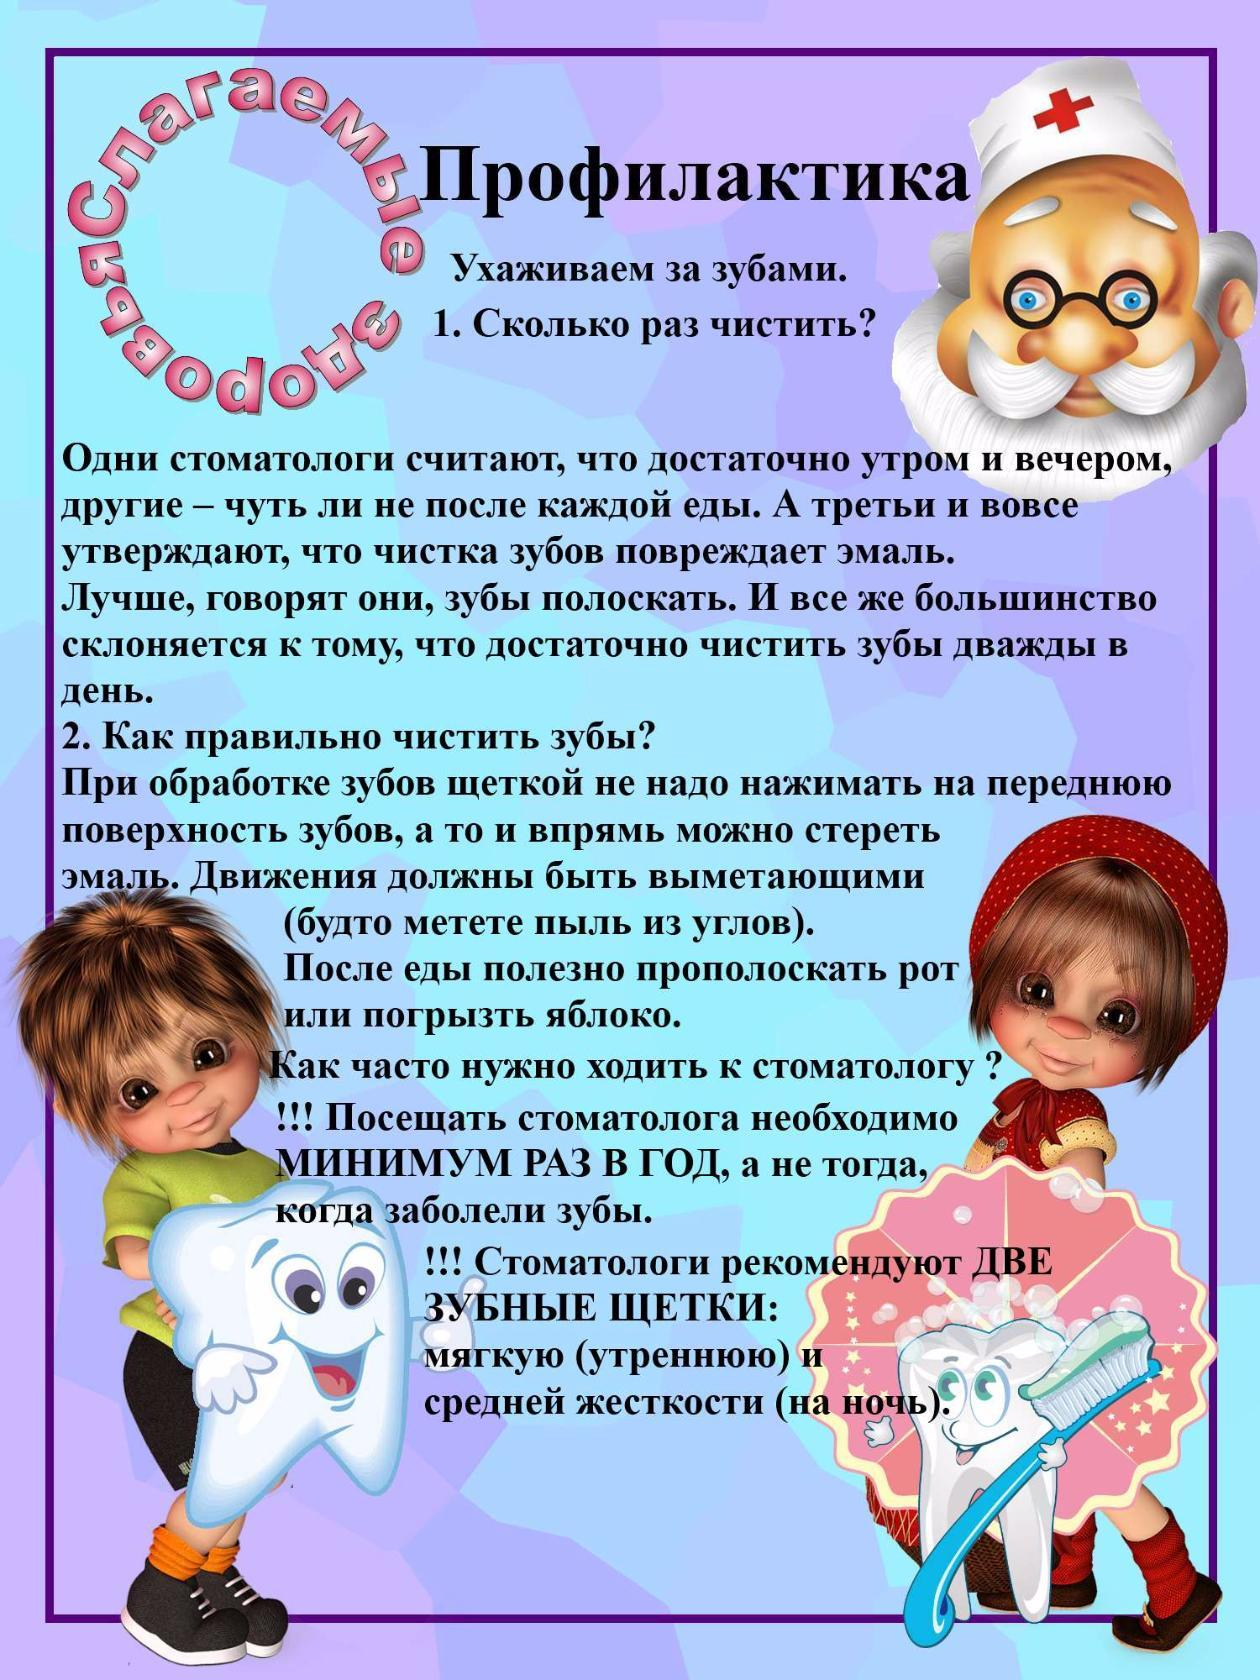 Слагаемые здоровья
Профилактика
Ухаживаем за зубами.
1. Сколько раз чистить?
Одни стоматологи считают, что достаточно утром и вечером,
другие – чуть ли не после каждой еды. А третьи и вовсе
утверждают, что чистка зубов повреждает эмаль.
Лучше, говорят они, зубы полоскать. И все же большинство
склоняется к тому, что достаточно чистить зубы дважды в
день.
2. Как правильно чистить зубы?
При обработке зубов щеткой не надо нажимать на переднюю
поверхность зубов, а то и впрямь можно стереть
эмаль. Движения должны быть выметающими
(будто метете пыль из углов).
После еды полезно прополоскать рот
или погрызть яблоко.
Как часто нужно ходить к стоматологу ?
!!! Посещать стоматолога необходимо
МИНИМУМ РАЗ В ГОД, а не тогда,
когда заболели зубы.
!!! Стоматологи рекомендуют ДВЕ
ЗУБНЫЕ ЩЕТКИ:
мягкую (утреннюю) и
средней жесткости (на ночь).